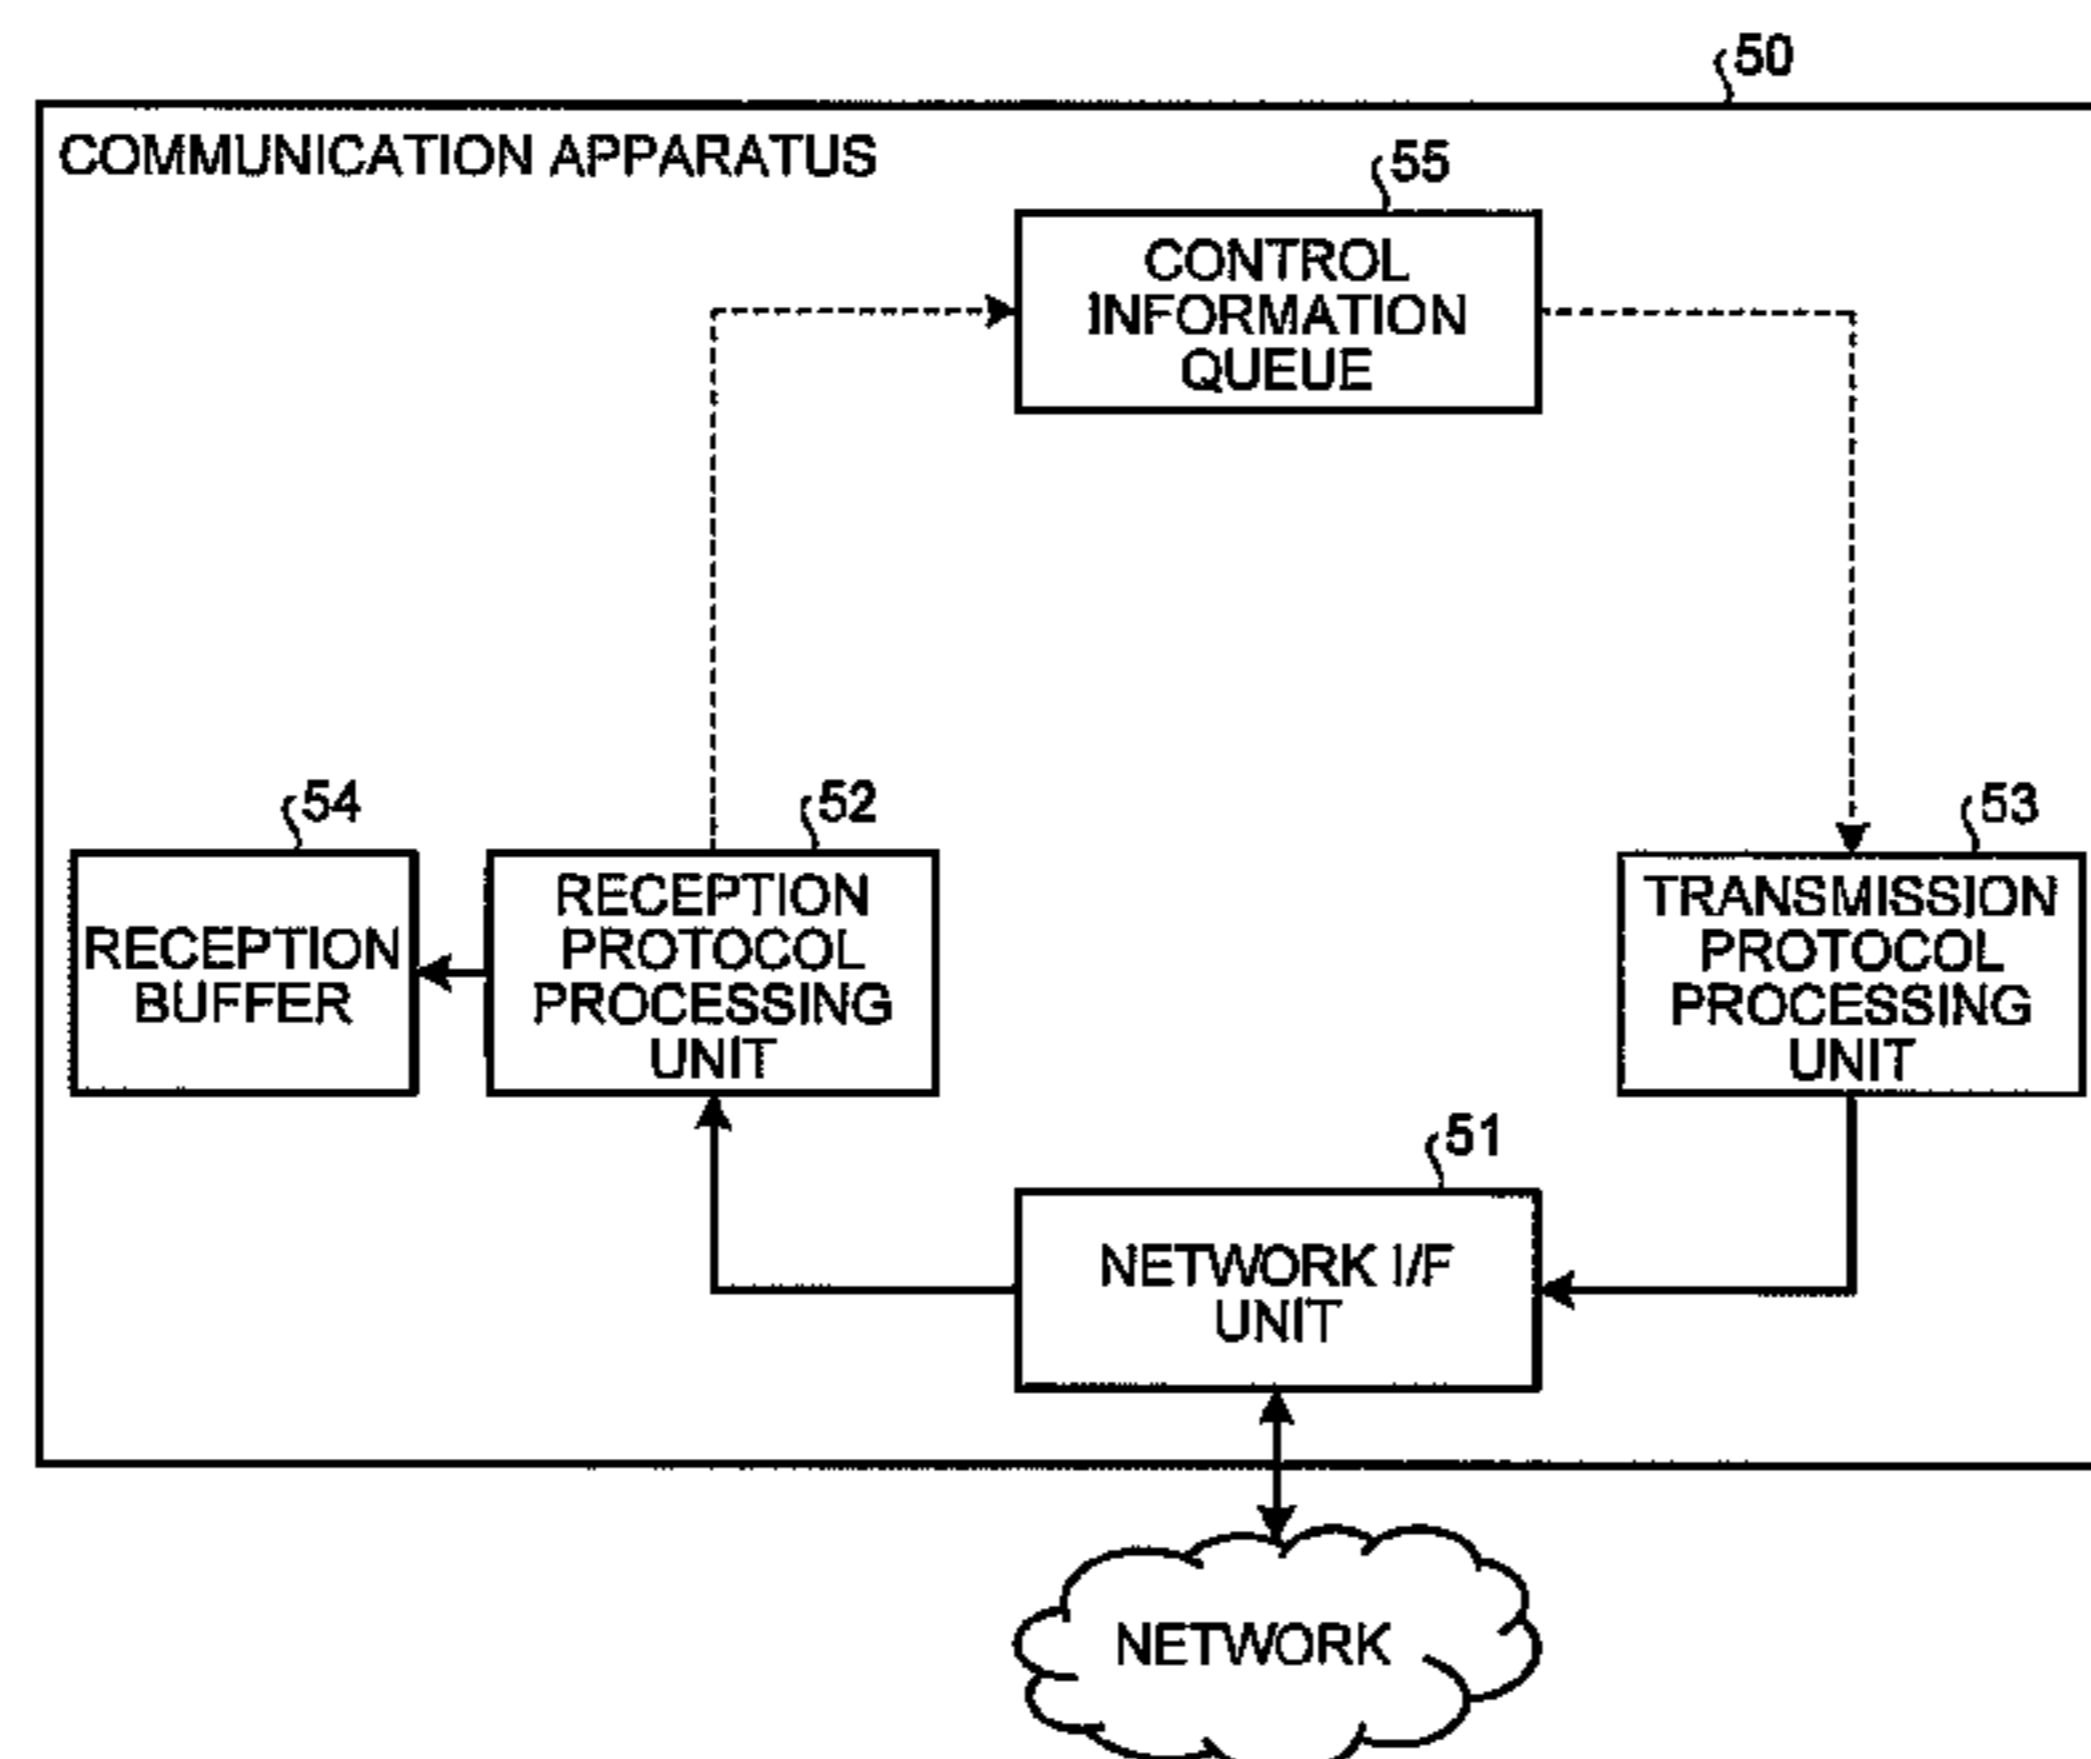 50
COMMUNICATION APPARATUS
55
CONTROL
INFORMATION
QUEUE
54
RECEPTION
BUFFER
52
RECEPTION
PROTOCOL
PROCESSING
UNIT
53
TRANSMISSION
PROTOCOL
PROCESSING
UNIT
51
NETWORK I/F
UNIT
NETWORK